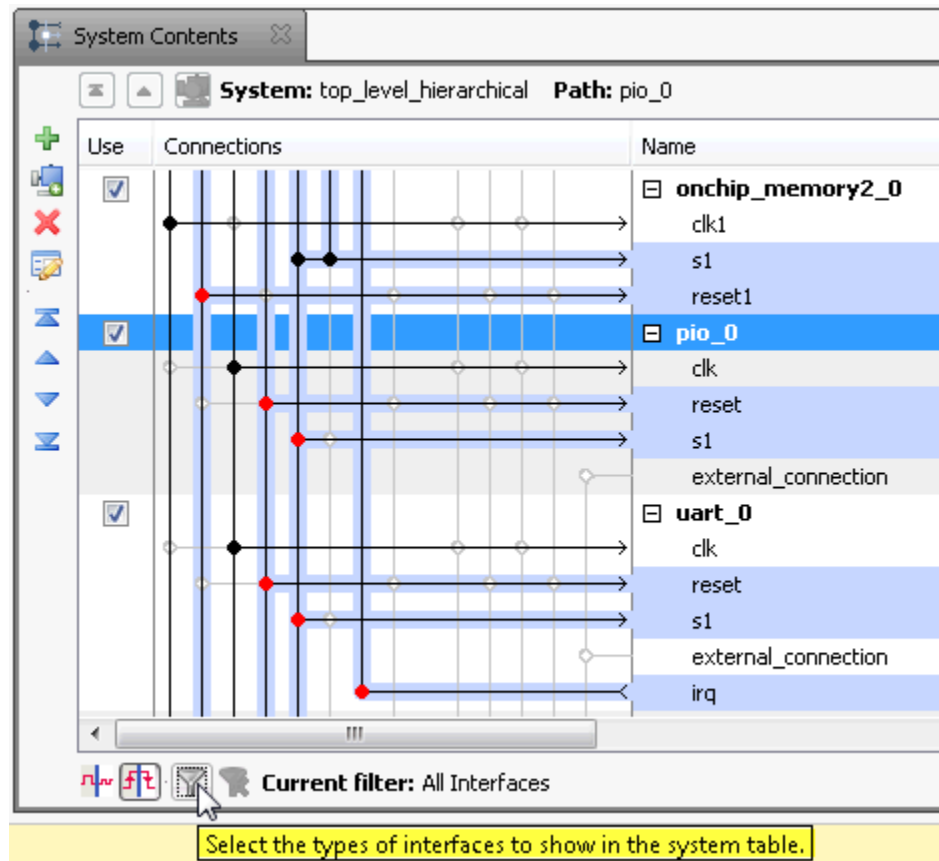 System Contents
System: top_level_hierarchical Path: pio_0
Use Connections Name
onchip_memory2_0
clk1
s1
reset1
pio_0
clk
reset
s1
external_connection
uart_0
clk
reset
s1
external_connection
irq
Current filter: All Interfaces
Select the types of interfaces to show in the system table.